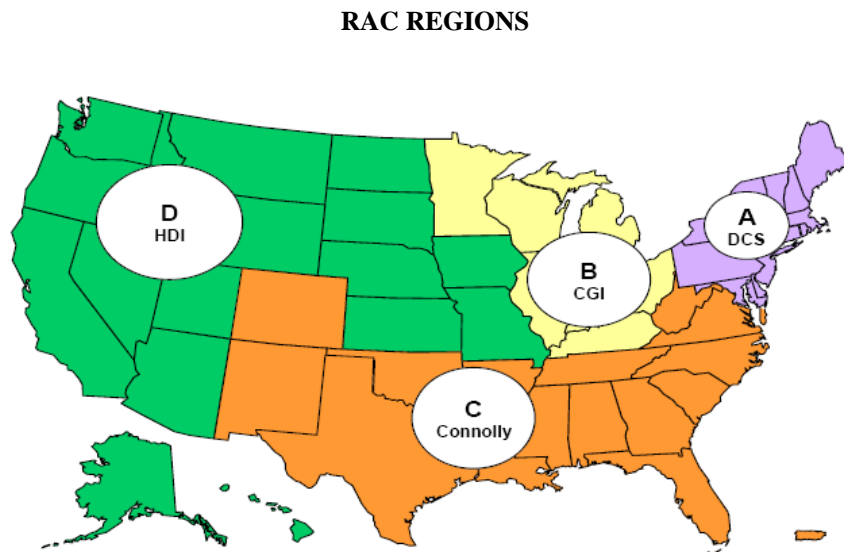 RAC REGIONS
D
HDI
A
DCS
B
CGI
C
Connolly